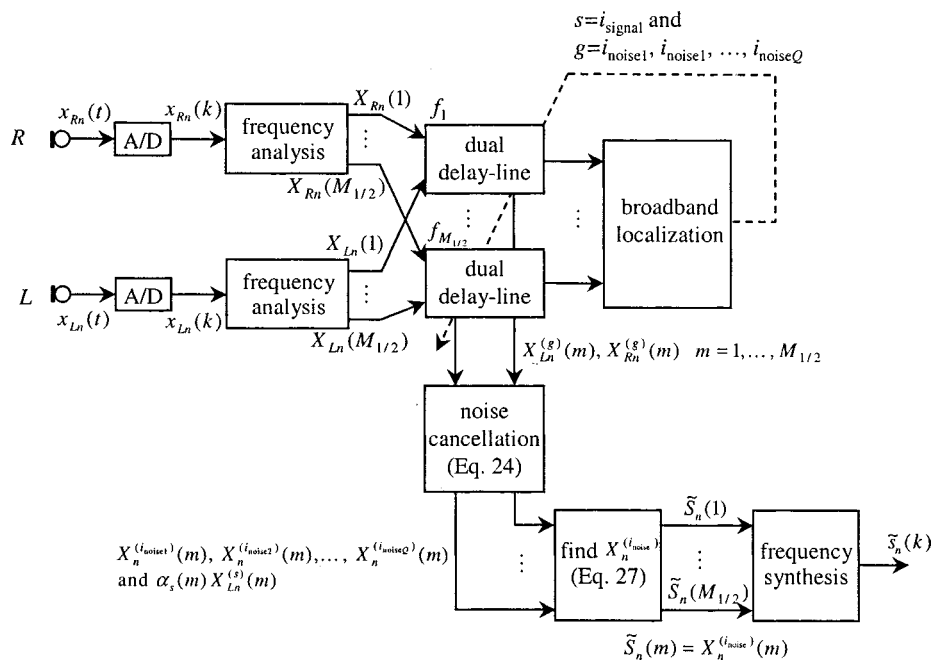 s=i_signal and
g=i_noise1, i_noise1, ..., i_noiseQ
x_Rn(t)
x_Rn(k)
X_Rn(1)
f_1
R
A/D
frequency
analysis
⋮
dual
delay-line
X_Rn(M_1/2)
broadband
localization
⋮
⋮
X_Ln(1)
f_M_1/2
L
A/D
frequency
analysis
⋮
dual
delay-line
x_Ln(t)
x_Ln(k)
X_Ln(M_1/2)
X_Ln^(g)(m), X_Rn^(g)(m) m = 1, ..., M_1/2
noise
cancellation
(Eq. 24)
S̃_n(1)
X_n^(i_noise1)(m), X_n^(i_noise2)(m), ..., X_n^(i_noiseQ)(m)
and α_s(m) X_Ln^(s)(m)
⋮
find X_n^(i_noise)
(Eq. 27)
⋮
S̃_n(M_1/2)
frequency
synthesis
s̃_n(k)
S̃_n(m) = X_n^(i_noise)(m)